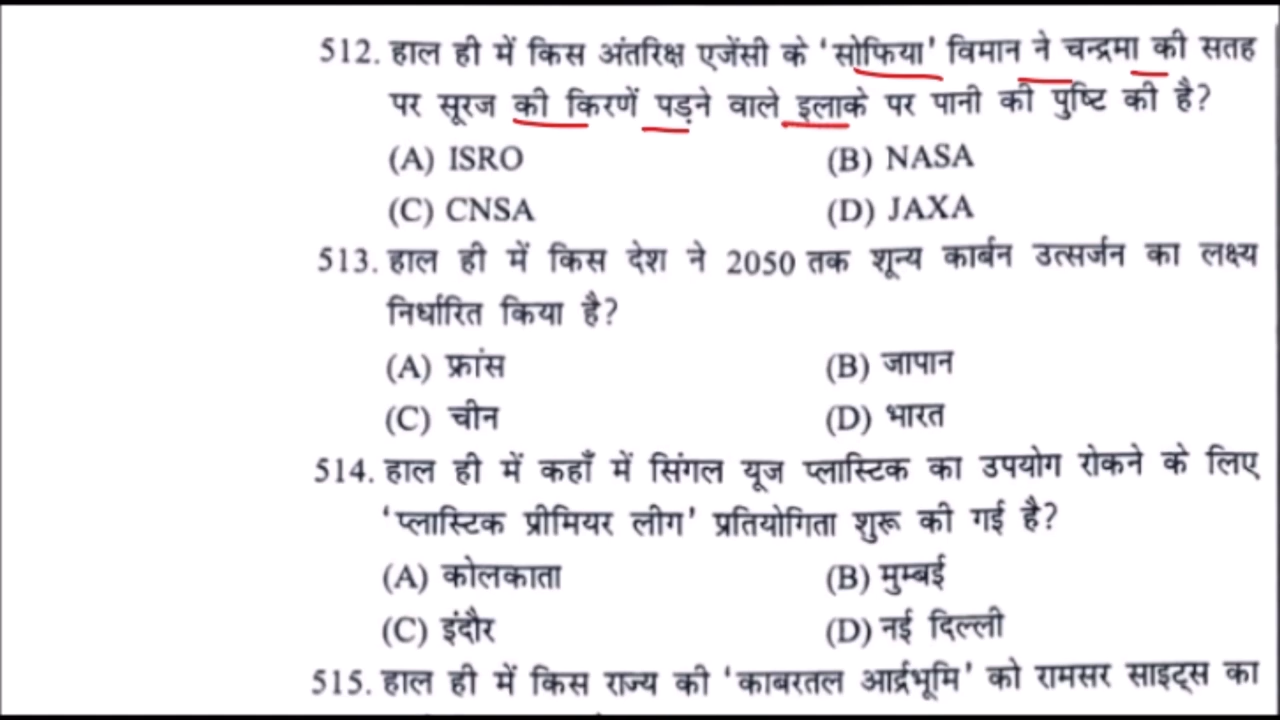 512. हाल ही में किस अंतरिक्ष एजेंसी के 'सोफिया' विमान ने चन्द्रमा की सतह
पर सूरज की किरणें पड़ने वाले इलाके पर पानी की पुष्टि की है?
(A) ISRO (B) NASA
(C) CNSA (D) JAXA
513. हाल ही में किस देश ने 2050 तक शून्य कार्बन उत्सर्जन का लक्ष्य
निर्धारित किया है?
(A) फ्रांस (B) जापान
(C) चीन (D) भारत
514. हाल ही में कहाँ में सिंगल यूज प्लास्टिक का उपयोग रोकने के लिए
'प्लास्टिक प्रीमियर लीग' प्रतियोगिता शुरू की गई है?
(A) कोलकाता (B) मुम्बई
(C) इंदौर (D) नई दिल्ली
515. हाल ही में किस राज्य की 'काबरतल आर्द्रभूमि' को रामसर साइट्स का